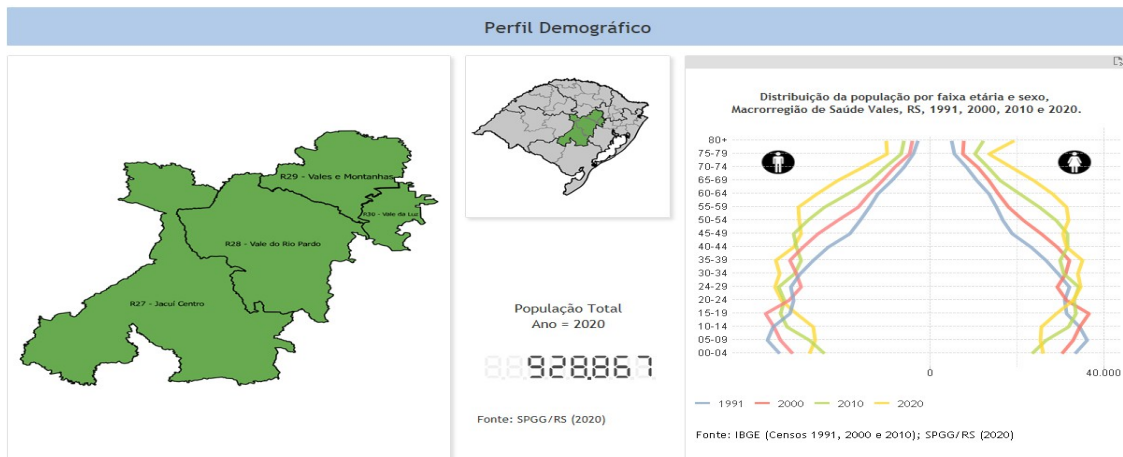 Perfil Demográfico
R29 - Vales e Montanhas
R30 - Vale da Luz
R28 - Vale do Rio Pardo
R27 - Jacuí Centro
População Total
Ano = 2020
928.867
Fonte: SPGG/RS (2020)
Distribuição da população por faixa etária e sexo,
Macrorregião de Saúde Vales, RS, 1991, 2000, 2010 e 2020.
80+
75-79
70-74
65-69
60-64
55-59
50-54
45-49
40-44
35-39
30-34
24-29
20-24
15-19
10-14
05-09
00-04
0
40.000
1991
2000
2010
2020
Fonte: IBGE (Censos 1991, 2000 e 2010); SPGG/RS (2020)